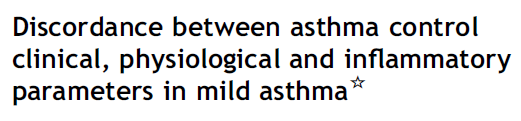 Discordance between asthma control
clinical, physiological and inflammatory
parameters in mild asthma☆